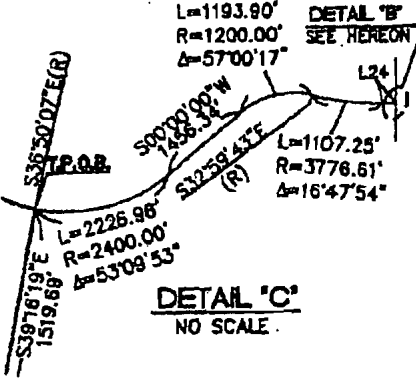 L=1193.90'
R=1200.00'
Δ=57°00'17"
DETAIL "B"
SEE HEREON
L24
S36°50'07"E(R)
T.P.O.B.
S00°00'00"W
1456.34'
S32°59'43"E
(R)
L=1107.25'
R=3776.61'
Δ=16°47'54"
L=2226.96'
R=2400.00'
Δ=53°09'53"
S39°16'19"E
1519.69'
DETAIL "C"
NO SCALE.